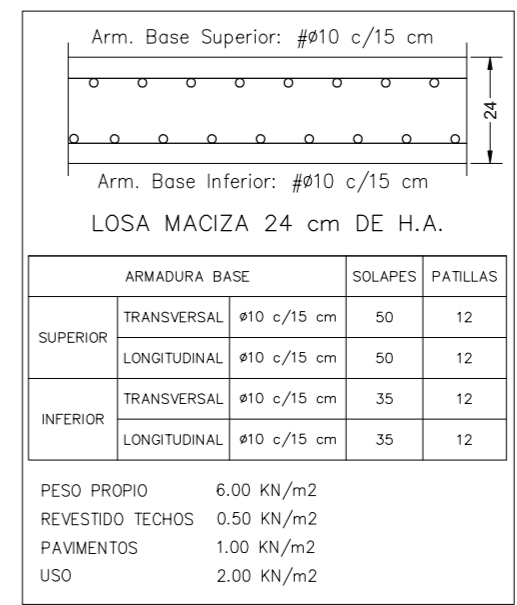 Arm. Base Superior: #ø10 c/15 cm
24
Arm. Base Inferior: #ø10 c/15 cm
LOSA MACIZA 24 cm DE H.A.
ARMADURA BASE SOLAPES PATILLAS
SUPERIOR
TRANSVERSAL ø10 c/15 cm 50 12
LONGITUDINAL ø10 c/15 cm 50 12
INFERIOR
TRANSVERSAL ø10 c/15 cm 35 12
LONGITUDINAL ø10 c/15 cm 35 12
PESO PROPIO 6.00 KN/m2
REVESTIDO TECHOS 0.50 KN/m2
PAVIMENTOS 1.00 KN/m2
USO 2.00 KN/m2